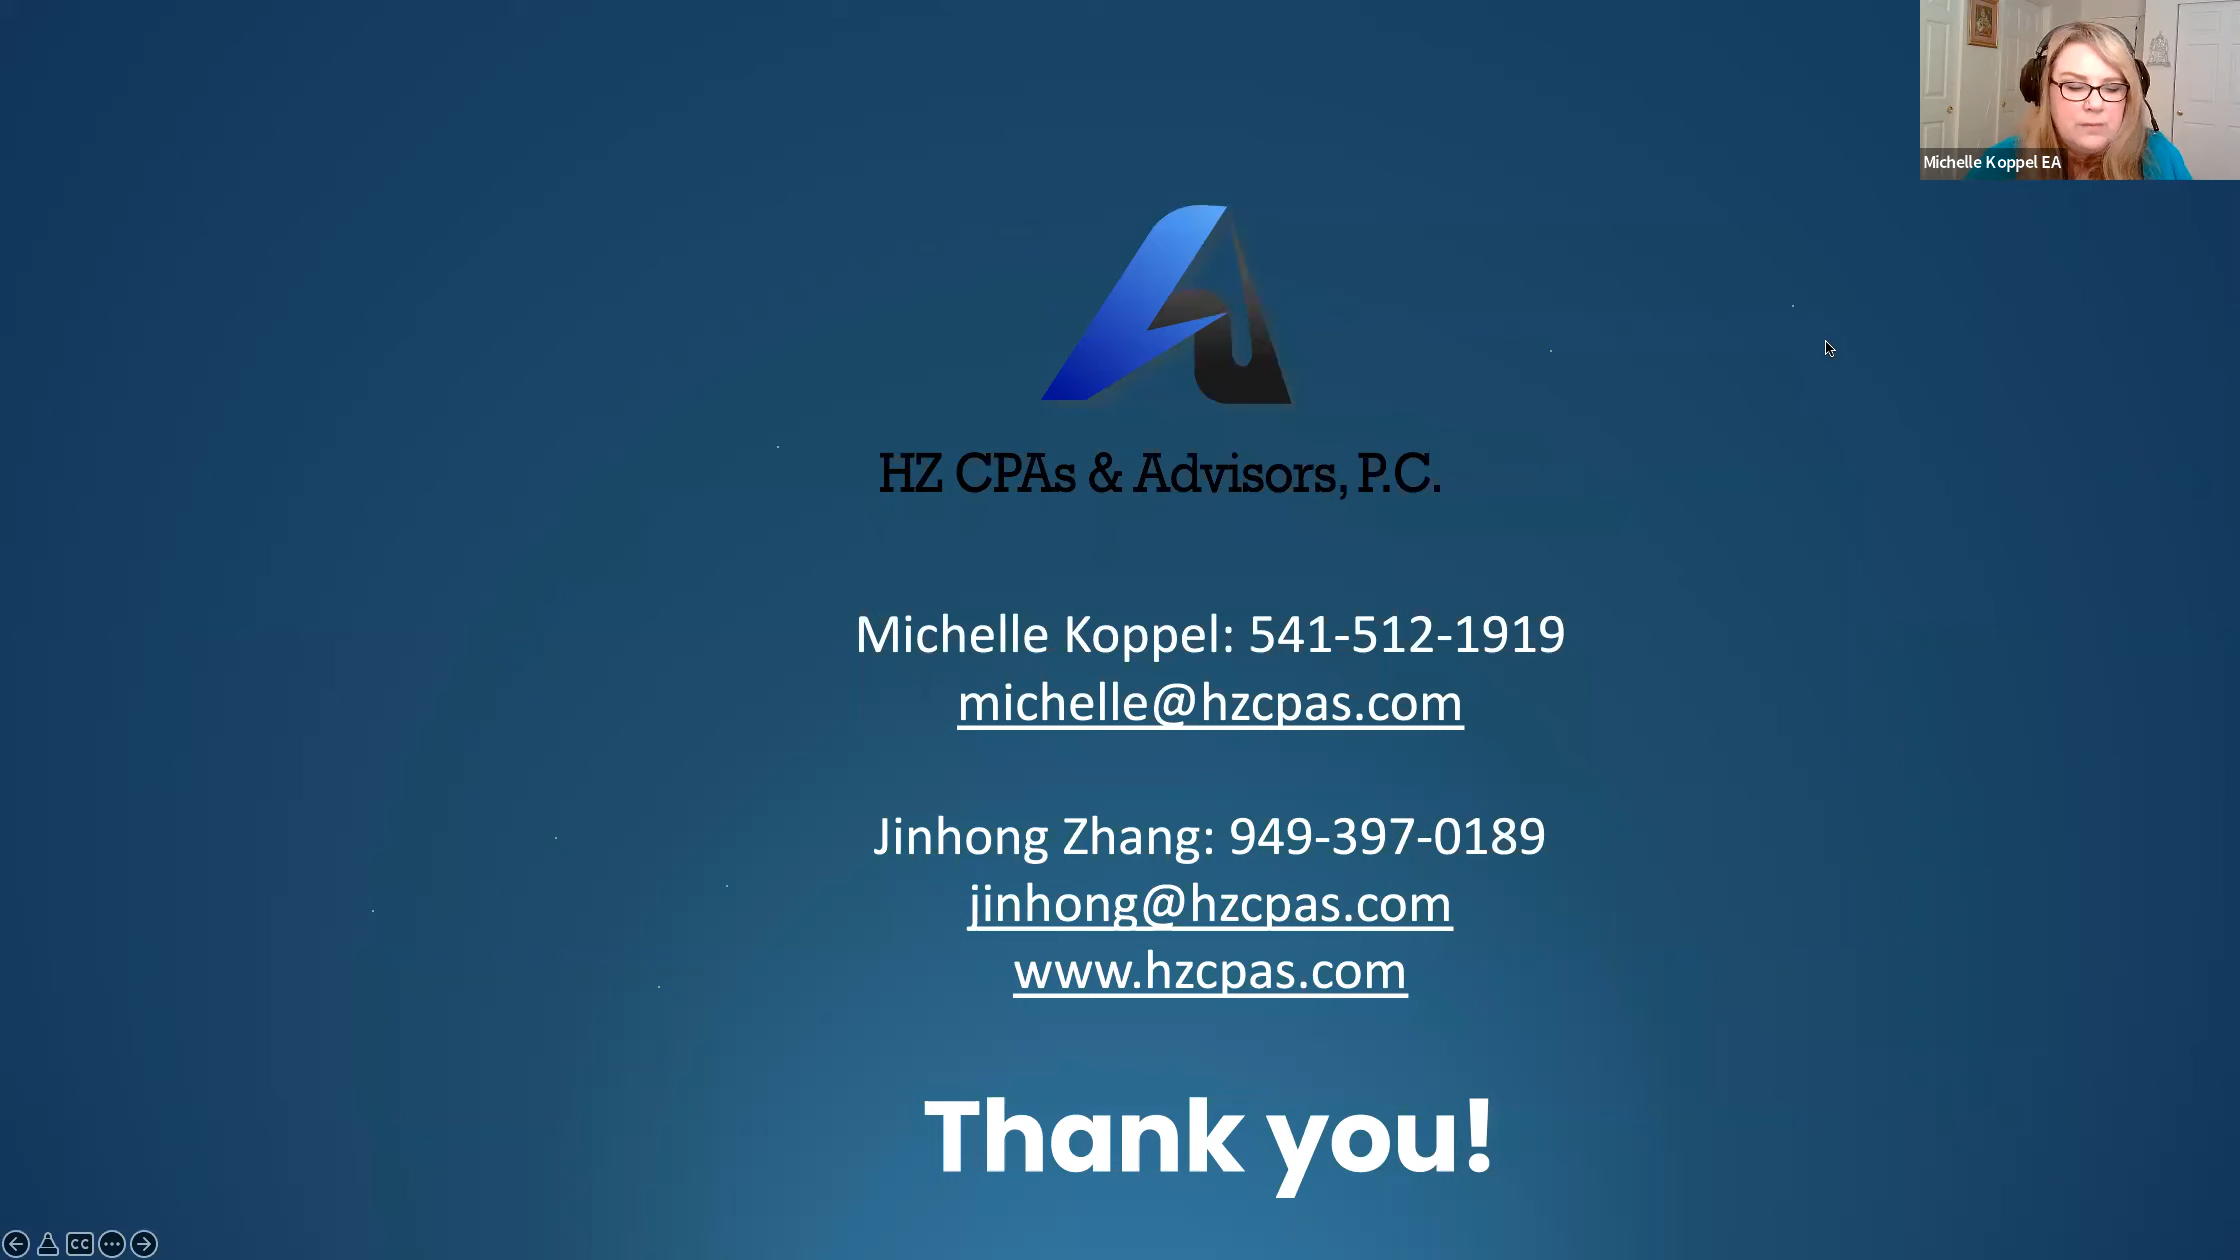 Michelle Koppel EA
HZ CPAs & Advisors, P.C.
Michelle Koppel: 541-512-1919
michelle@hzcpas.com
Jinhong Zhang: 949-397-0189
jinhong@hzcpas.com
www.hzcpas.com
Thank you!
CC